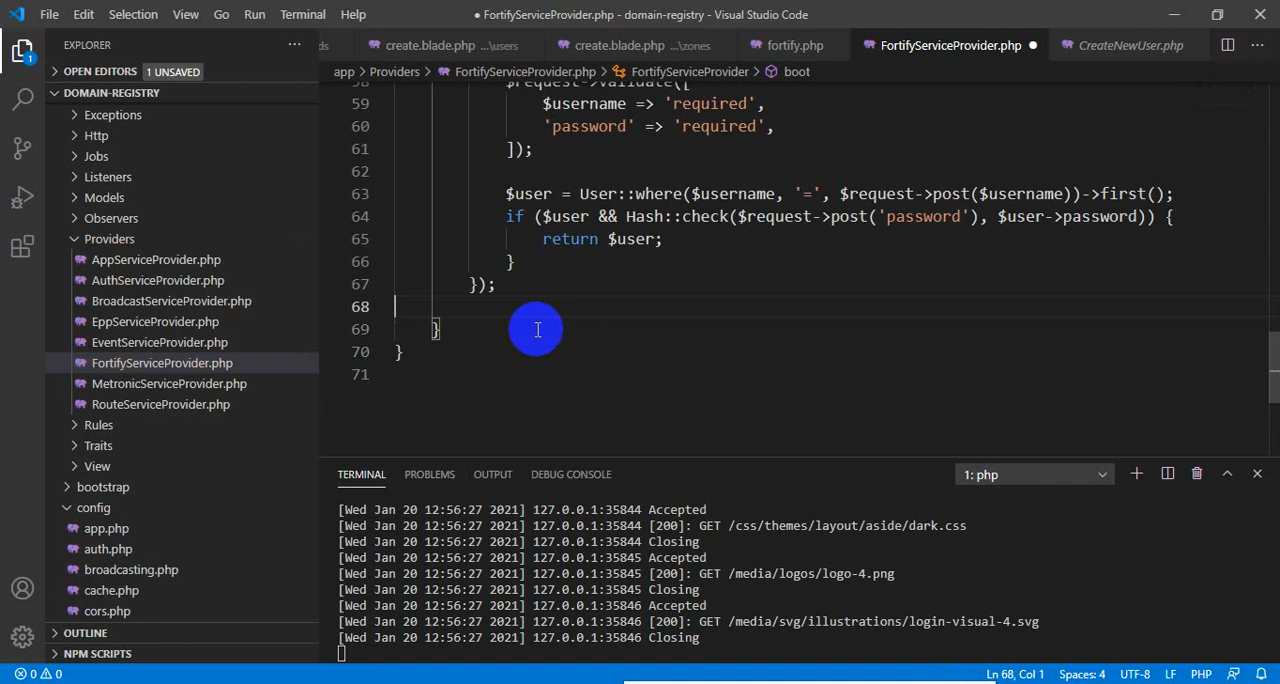 File Edit Selection View Go Run Terminal Help ● FortifyServiceProvider.php - domain-registry - Visual Studio Code
EXPLORER ds create.blade.php ...\users create.blade.php ...\zones fortify.php FortifyServiceProvider.php CreateNewUser.php
OPEN EDITORS 1 UNSAVED
app > Providers > FortifyServiceProvider.php > FortifyServiceProvider > boot
DOMAIN-REGISTRY
Exceptions
Http
Jobs
Listeners
Models
Observers
Providers
AppServiceProvider.php
AuthServiceProvider.php
BroadcastServiceProvider.php
EppServiceProvider.php
EventServiceProvider.php
FortifyServiceProvider.php
MetronicServiceProvider.php
RouteServiceProvider.php
Rules
Traits
View
bootstrap
config
app.php
auth.php
broadcasting.php
cache.php
cors.php
OUTLINE
NPM SCRIPTS
58 $request->validate([
59 $username => 'required',
60 'password' => 'required',
61 ]);
62
63 $user = User::where($username, '=', $request->post($username))->first();
64 if ($user && Hash::check($request->post('password'), $user->password)) {
65 return $user;
66 }
67 });
68
69 }
70 }
71
TERMINAL PROBLEMS OUTPUT DEBUG CONSOLE 1: php
[Wed Jan 20 12:56:27 2021] 127.0.0.1:35844 Accepted
[Wed Jan 20 12:56:27 2021] 127.0.0.1:35844 [200]: GET /css/themes/layout/aside/dark.css
[Wed Jan 20 12:56:27 2021] 127.0.0.1:35844 Closing
[Wed Jan 20 12:56:27 2021] 127.0.0.1:35845 Accepted
[Wed Jan 20 12:56:27 2021] 127.0.0.1:35845 [200]: GET /media/logos/logo-4.png
[Wed Jan 20 12:56:27 2021] 127.0.0.1:35845 Closing
[Wed Jan 20 12:56:27 2021] 127.0.0.1:35846 Accepted
[Wed Jan 20 12:56:27 2021] 127.0.0.1:35846 [200]: GET /media/svg/illustrations/login-visual-4.svg
[Wed Jan 20 12:56:27 2021] 127.0.0.1:35846 Closing
0 0 Ln 68, Col 1 Spaces: 4 UTF-8 LF PHP